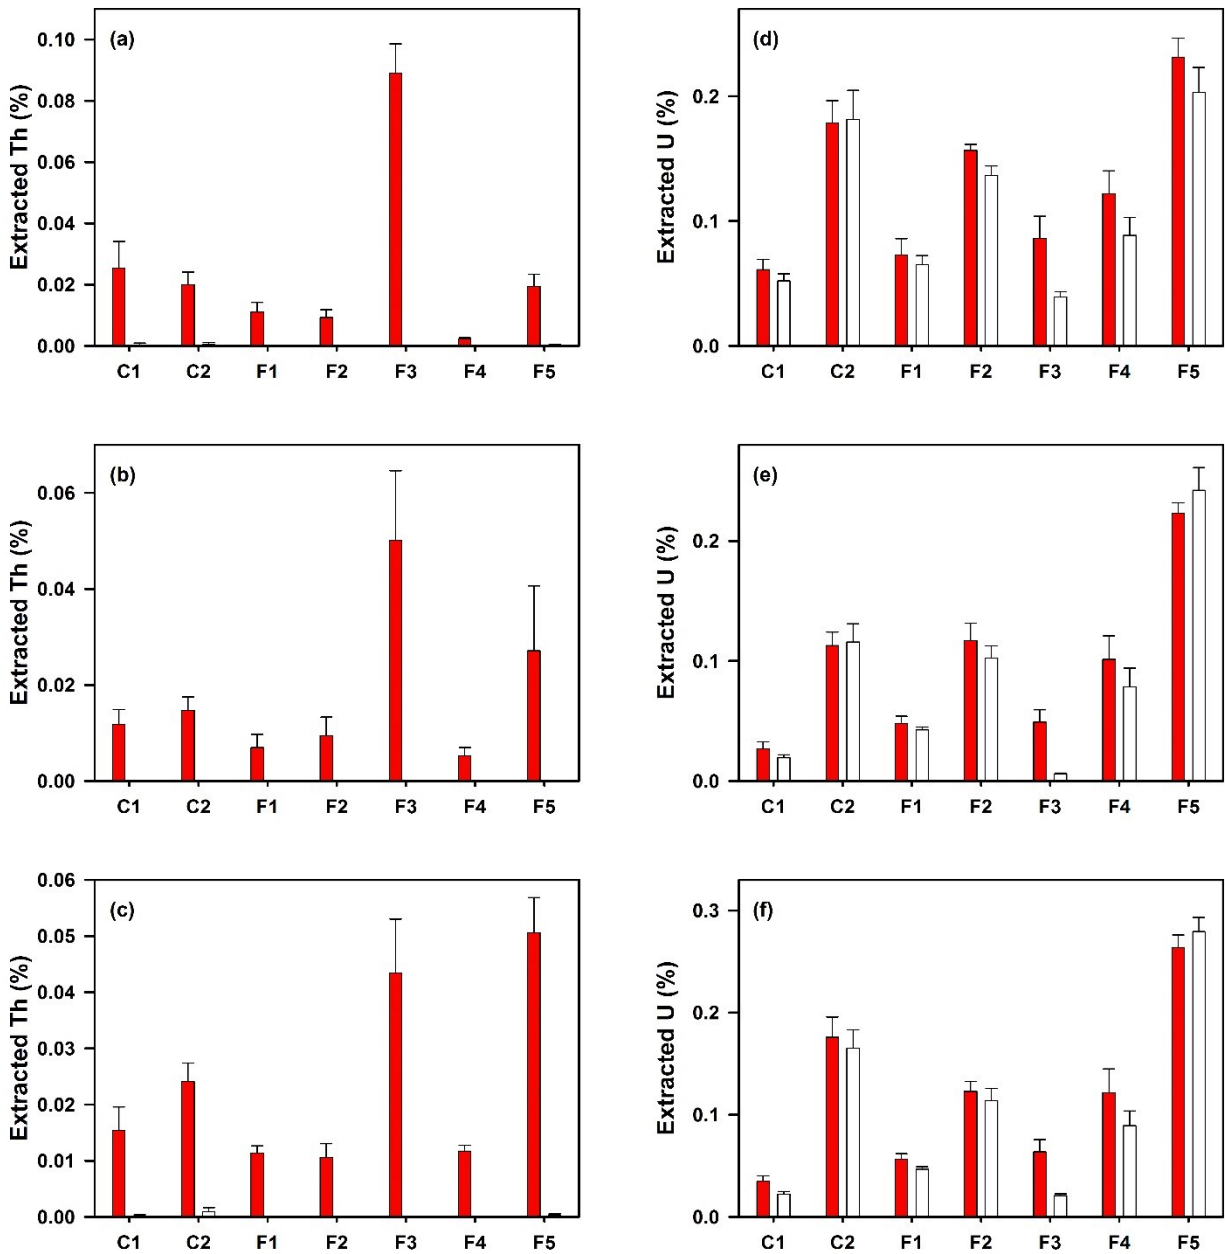 (a)
Extracted Th (%)
0.10
0.08
0.06
0.04
0.02
0.00
C1 C2 F1 F2 F3 F4 F5
(d)
Extracted U (%)
0.2
0.1
0.0
C1 C2 F1 F2 F3 F4 F5
(b)
Extracted Th (%)
0.06
0.04
0.02
0.00
C1 C2 F1 F2 F3 F4 F5
(e)
Extracted U (%)
0.2
0.1
0.0
C1 C2 F1 F2 F3 F4 F5
(c)
Extracted Th (%)
0.06
0.05
0.04
0.03
0.02
0.01
0.00
C1 C2 F1 F2 F3 F4 F5
(f)
Extracted U (%)
0.3
0.2
0.1
0.0
C1 C2 F1 F2 F3 F4 F5